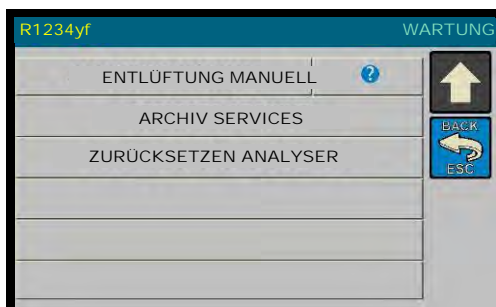 R1234yf WARTUNG
ENTLÜFTUNG MANUELL ?
ARCHIV SERVICES
ZURÜCKSETZEN ANALYSER
BACK
ESC